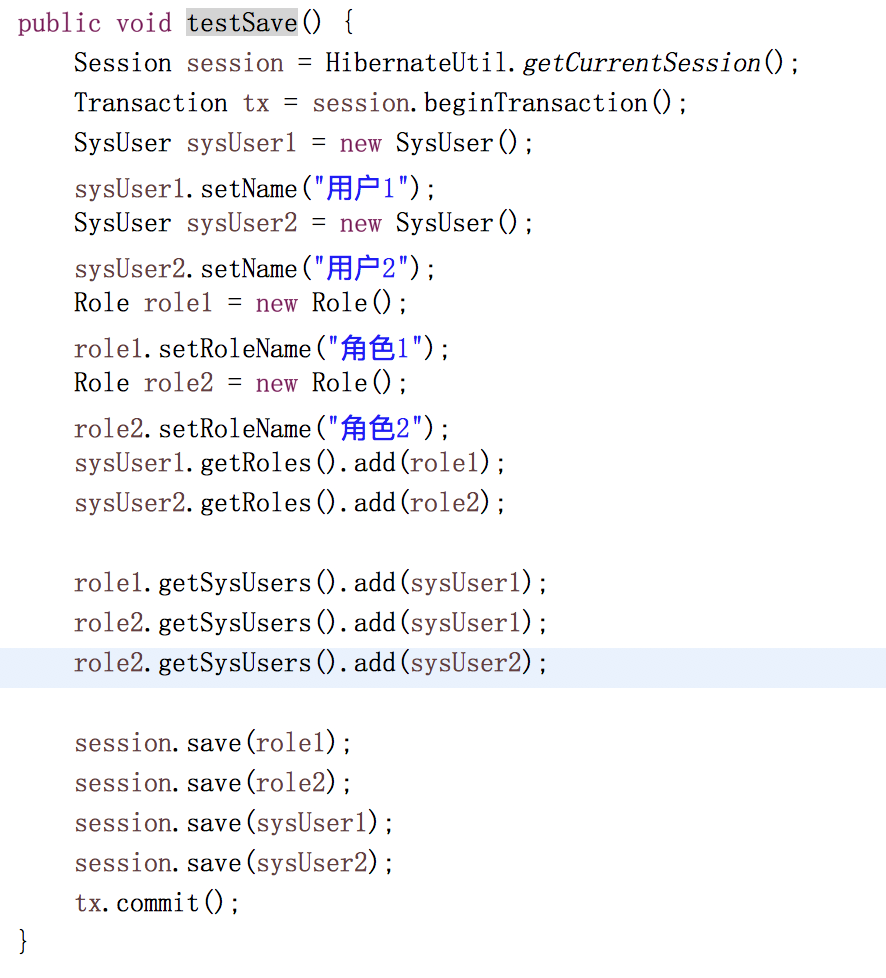 public void testSave() {
Session session = HibernateUtil.getCurrentSession();
Transaction tx = session.beginTransaction();
SysUser sysUser1 = new SysUser();
sysUser1.setName("用户1");
SysUser sysUser2 = new SysUser();
sysUser2.setName("用户2");
Role role1 = new Role();
role1.setRoleName("角色1");
Role role2 = new Role();
role2.setRoleName("角色2");
sysUser1.getRoles().add(role1);
sysUser2.getRoles().add(role2);
role1.getSysUsers().add(sysUser1);
role2.getSysUsers().add(sysUser1);
role2.getSysUsers().add(sysUser2);
session.save(role1);
session.save(role2);
session.save(sysUser1);
session.save(sysUser2);
tx.commit();
}